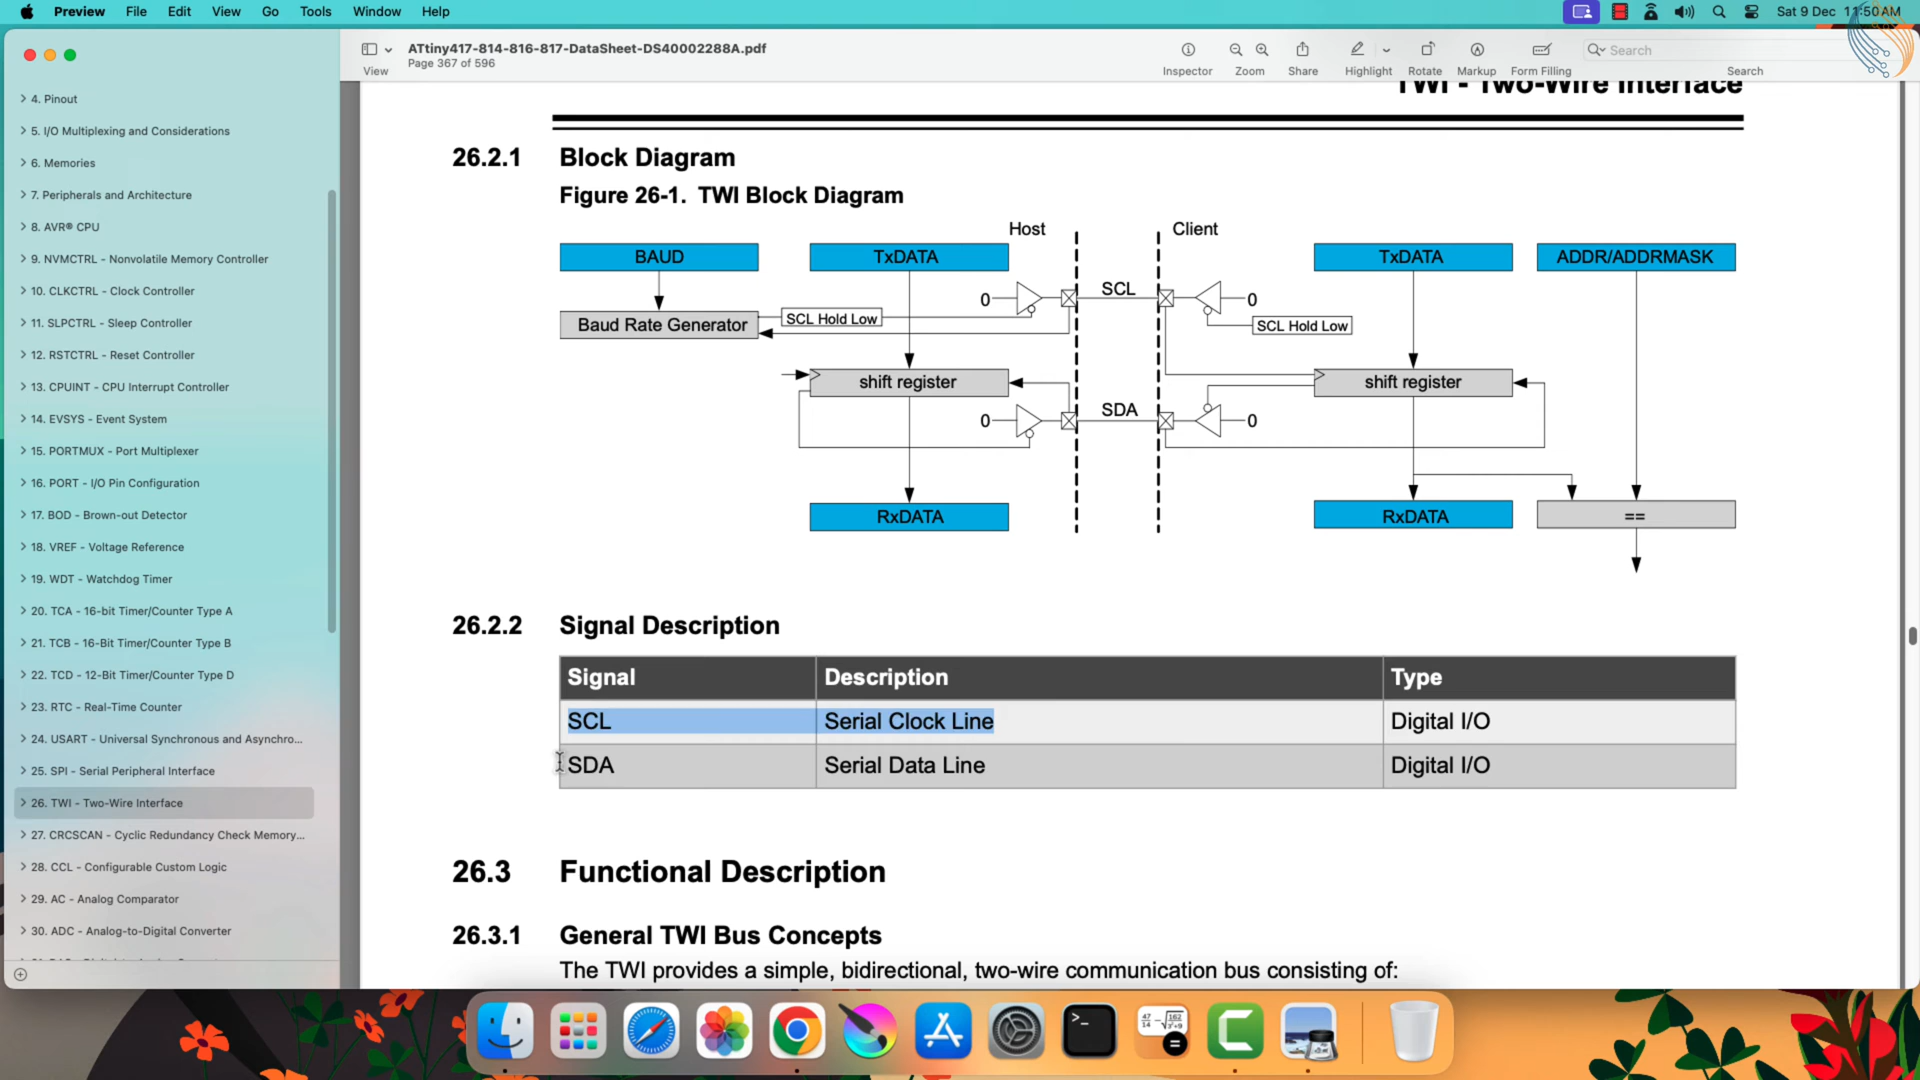 Preview File Edit View Go Tools Window Help
Sat 9 Dec 11:50 AM
ATtiny417-814-816-817-DataSheet-DS40002288A.pdf
Page 367 of 596
View
Inspector Zoom Share Highlight Rotate Markup Form Filling
Search
Search
4. Pinout
5. I/O Multiplexing and Considerations
6. Memories
7. Peripherals and Architecture
8. AVR® CPU
9. NVMCTRL - Nonvolatile Memory Controller
10. CLKCTRL - Clock Controller
11. SLPCTRL - Sleep Controller
12. RSTCTRL - Reset Controller
13. CPUINT - CPU Interrupt Controller
14. EVSYS - Event System
15. PORTMUX - Port Multiplexer
16. PORT - I/O Pin Configuration
17. BOD - Brown-out Detector
18. VREF - Voltage Reference
19. WDT - Watchdog Timer
20. TCA - 16-bit Timer/Counter Type A
21. TCB - 16-Bit Timer/Counter Type B
22. TCD - 12-Bit Timer/Counter Type D
23. RTC - Real-Time Counter
24. USART - Universal Synchronous and Asynchro...
25. SPI - Serial Peripheral Interface
26. TWI - Two-Wire Interface
27. CRCSCAN - Cyclic Redundancy Check Memory...
28. CCL - Configurable Custom Logic
29. AC - Analog Comparator
30. ADC - Analog-to-Digital Converter
TWI - Two-Wire Interface
26.2.1 Block Diagram
Figure 26-1. TWI Block Diagram
Host Client
BAUD TxDATA TxDATA ADDR/ADDRMASK
SCL
0 0
SCL Hold Low SCL Hold Low
Baud Rate Generator
shift register shift register
SDA
0 0
RxDATA RxDATA ==
26.2.2 Signal Description
Signal Description Type
SCL Serial Clock Line Digital I/O
SDA Serial Data Line Digital I/O
26.3 Functional Description
26.3.1 General TWI Bus Concepts
The TWI provides a simple, bidirectional, two-wire communication bus consisting of: